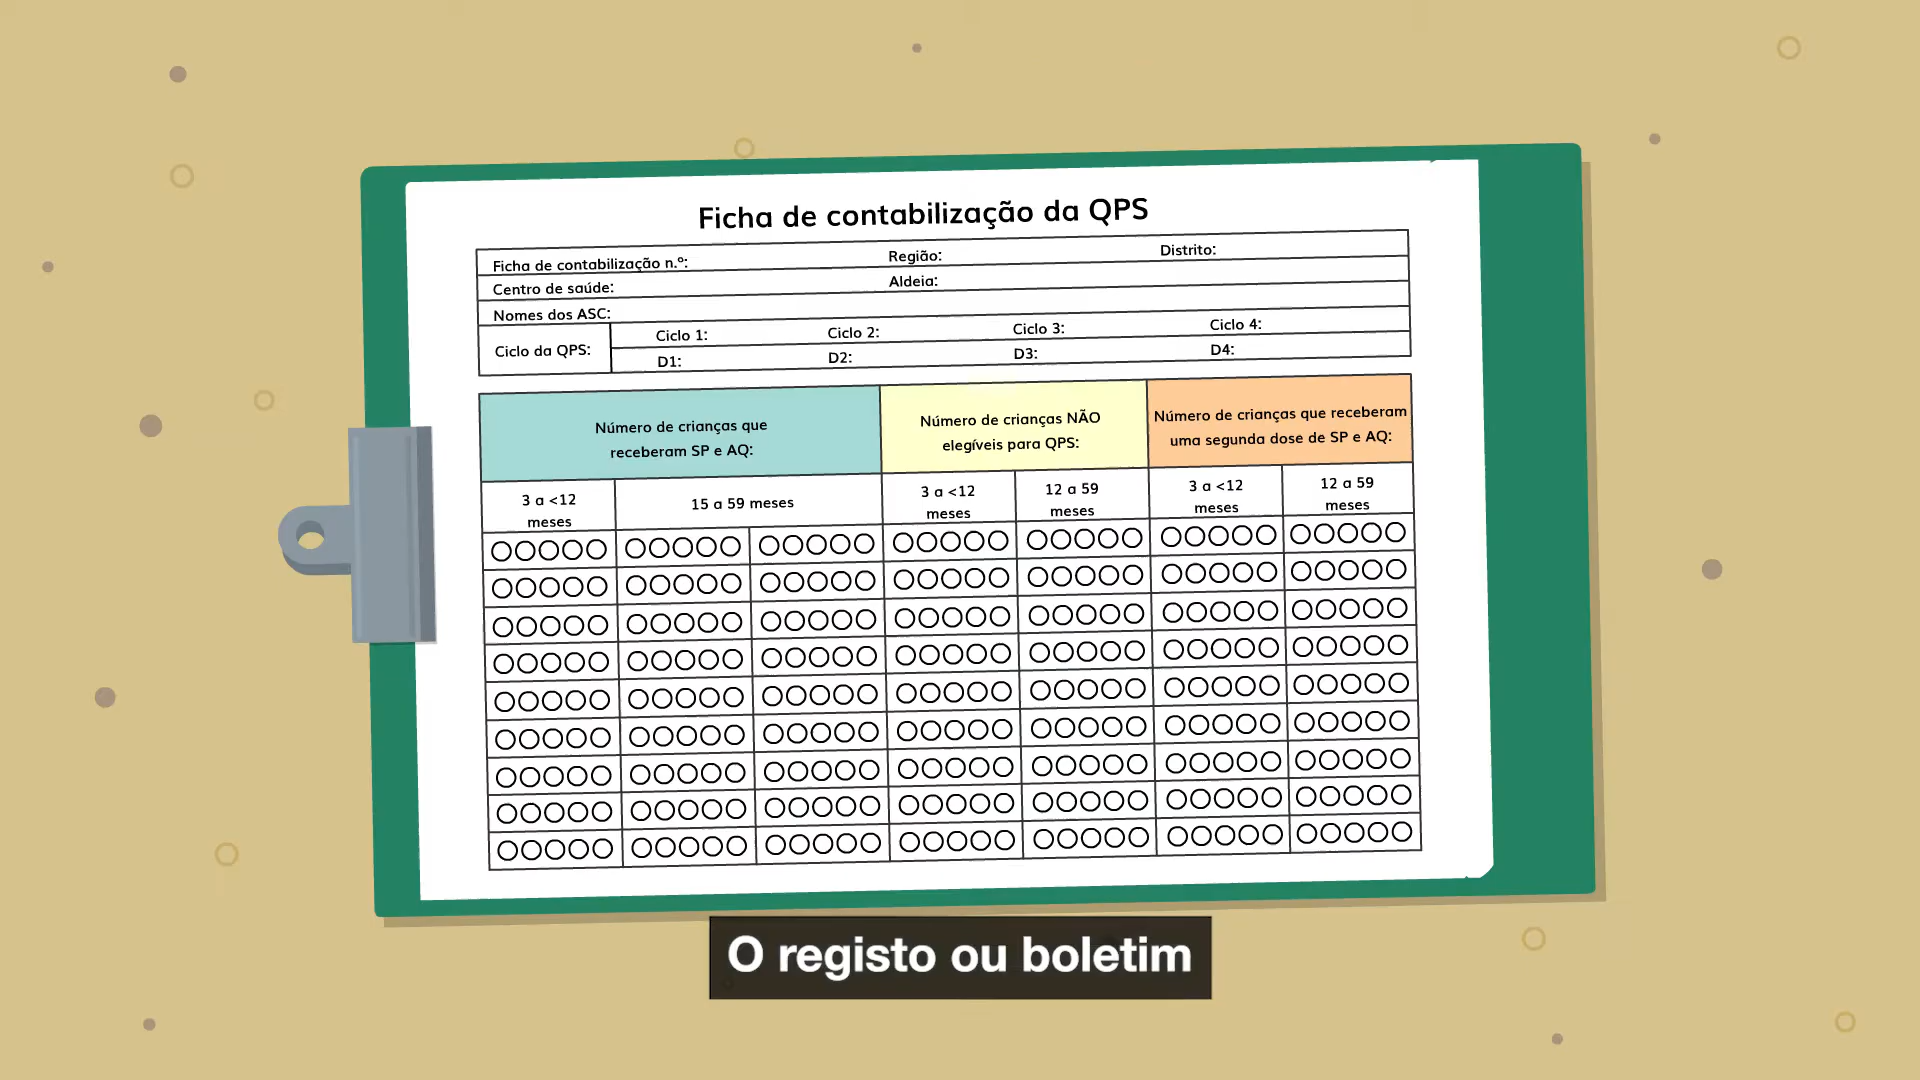 Ficha de contabilização da QPS
Ficha de contabilização n.º: Região: Distrito:
Centro de saúde: Aldeia:
Nomes dos ASC:
Ciclo da QPS:
Ciclo 1: Ciclo 2: Ciclo 3: Ciclo 4:
D1: D2: D3: D4:
Número de crianças que
receberam SP e AQ:
Número de crianças NÃO
elegíveis para QPS:
Número de crianças que receberam
uma segunda dose de SP e AQ:
3 a <12
meses
15 a 59 meses
3 a <12
meses
12 a 59
meses
3 a <12
meses
12 a 59
meses
O registo ou boletim